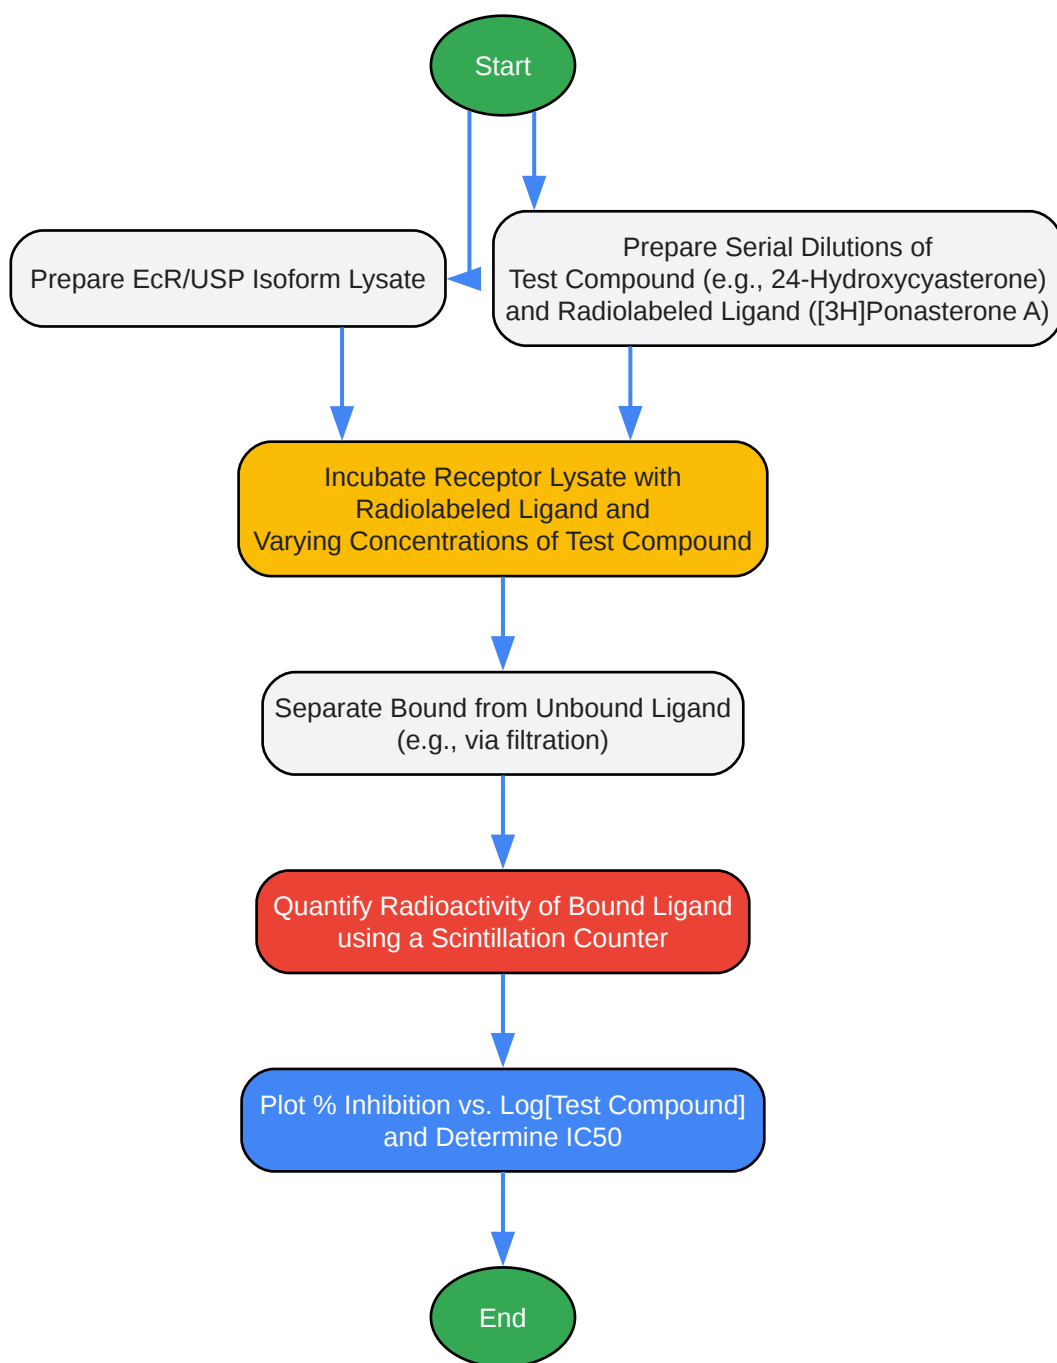 Start
Prepare EcR/USP Isoform Lysate
Prepare Serial Dilutions of
Test Compound (e.g., 24-Hydroxycyasterone)
and Radiolabeled Ligand ([3H]Ponasterone A)
Incubate Receptor Lysate with
Radiolabeled Ligand and
Varying Concentrations of Test Compound
Separate Bound from Unbound Ligand
(e.g., via filtration)
Quantify Radioactivity of Bound Ligand
using a Scintillation Counter
Plot % Inhibition vs. Log[Test Compound]
and Determine IC50
End